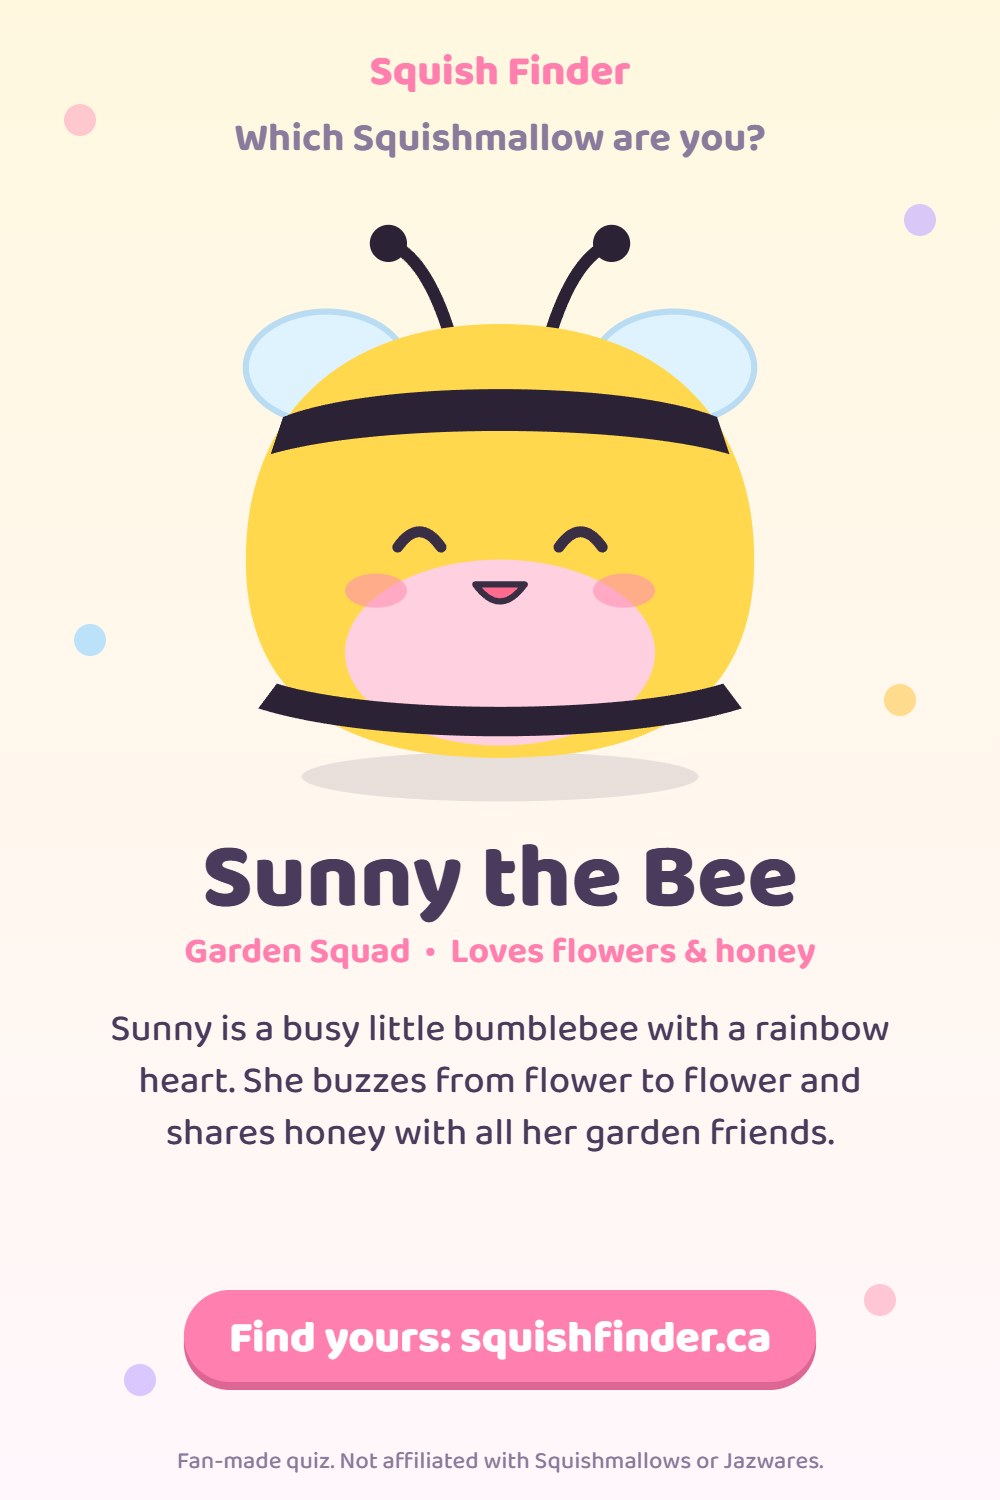 Squish Finder
Which Squishmallow are you?
Sunny the Bee
Garden Squad • Loves flowers & honey
Sunny is a busy little bumblebee with a rainbow
heart. She buzzes from flower to flower and
shares honey with all her garden friends.
Find yours: squishfinder.ca
Fan-made quiz. Not affiliated with Squishmallows or Jazwares.